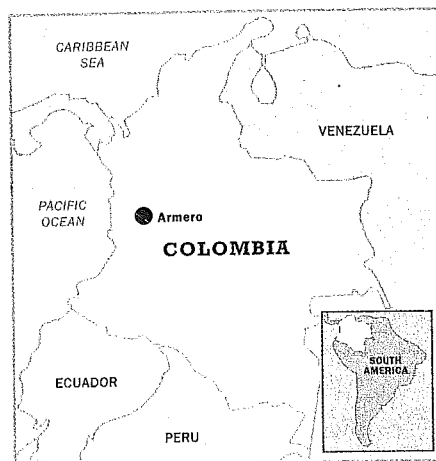 CARIBBEAN
SEA
VENEZUELA
PACIFIC
OCEAN
Armero
COLOMBIA
ECUADOR
PERU
SOUTH
AMERICA